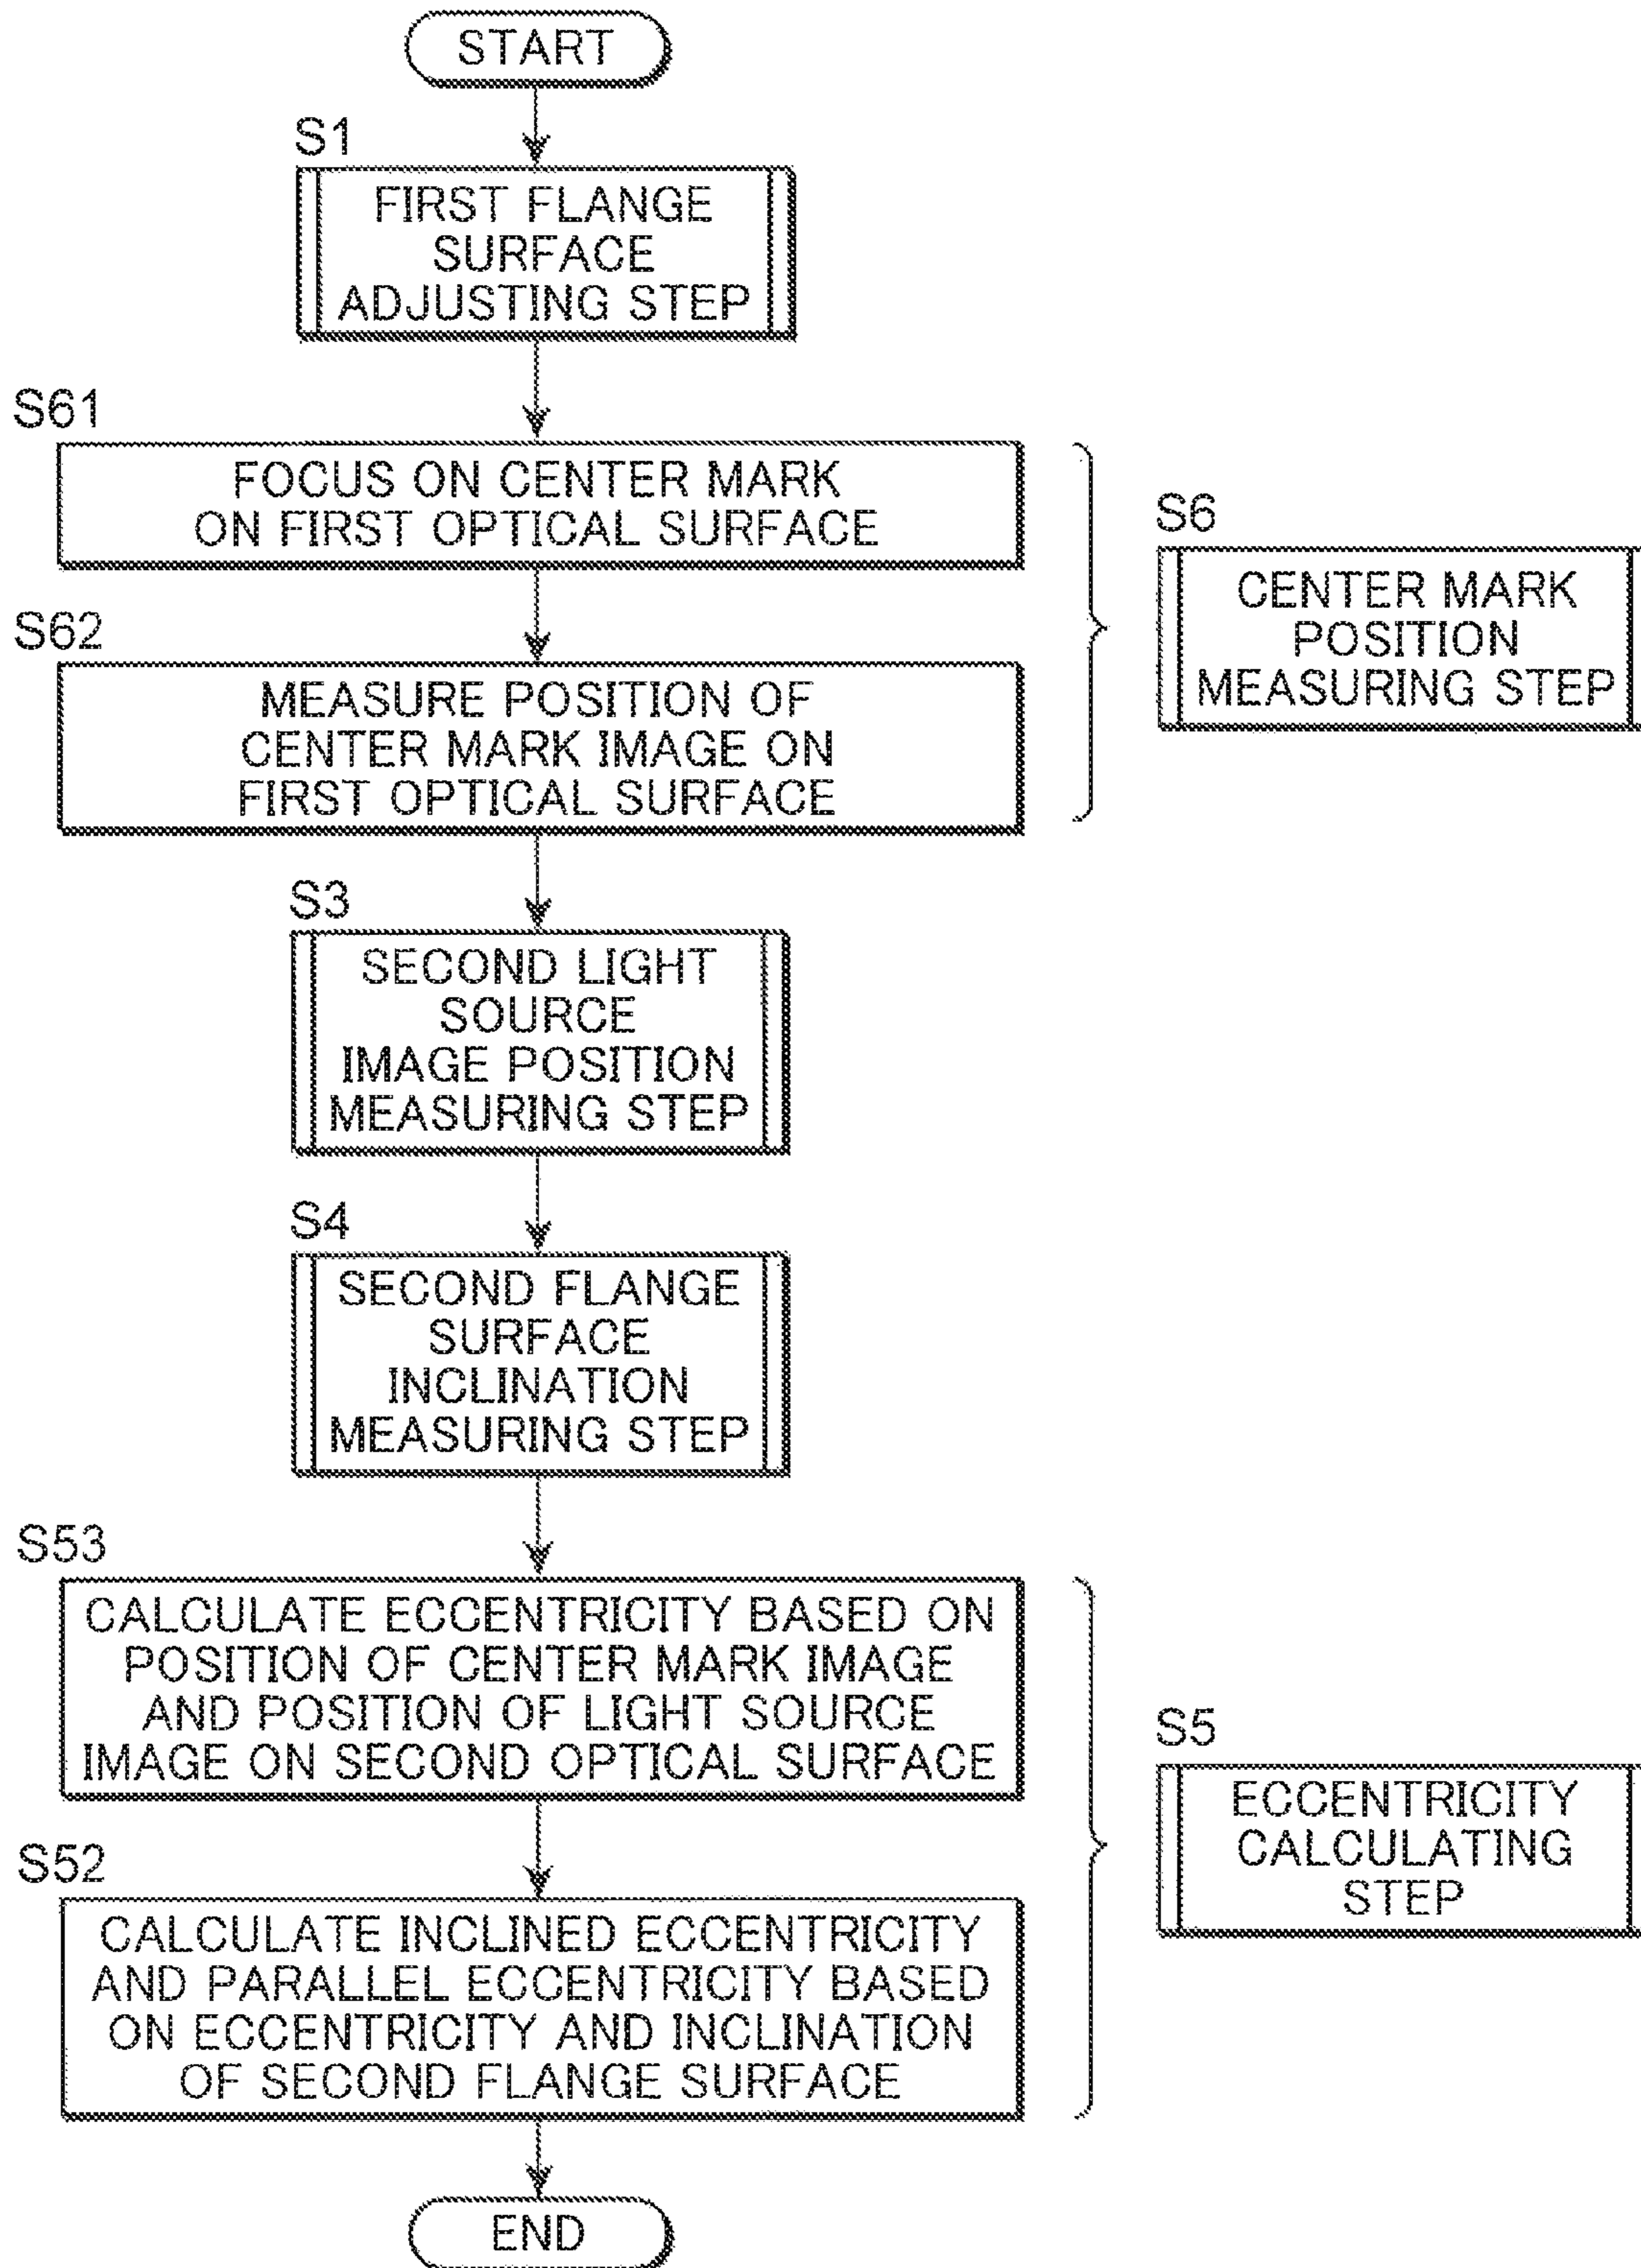 START
S1
FIRST FLANGE
SURFACE
ADJUSTING STEP
S61
FOCUS ON CENTER MARK
ON FIRST OPTICAL SURFACE
S62
MEASURE POSITION OF
CENTER MARK IMAGE ON
FIRST OPTICAL SURFACE
S6
CENTER MARK
POSITION
MEASURING STEP
S3
SECOND LIGHT
SOURCE
IMAGE POSITION
MEASURING STEP
S4
SECOND FLANGE
SURFACE
INCLINATION
MEASURING STEP
S53
CALCULATE ECCENTRICITY BASED ON
POSITION OF CENTER MARK IMAGE
AND POSITION OF LIGHT SOURCE
IMAGE ON SECOND OPTICAL SURFACE
S52
CALCULATE INCLINED ECCENTRICITY
AND PARALLEL ECCENTRICITY BASED
ON ECCENTRICITY AND INCLINATION
OF SECOND FLANGE SURFACE
S5
ECCENTRICITY
CALCULATING
STEP
END